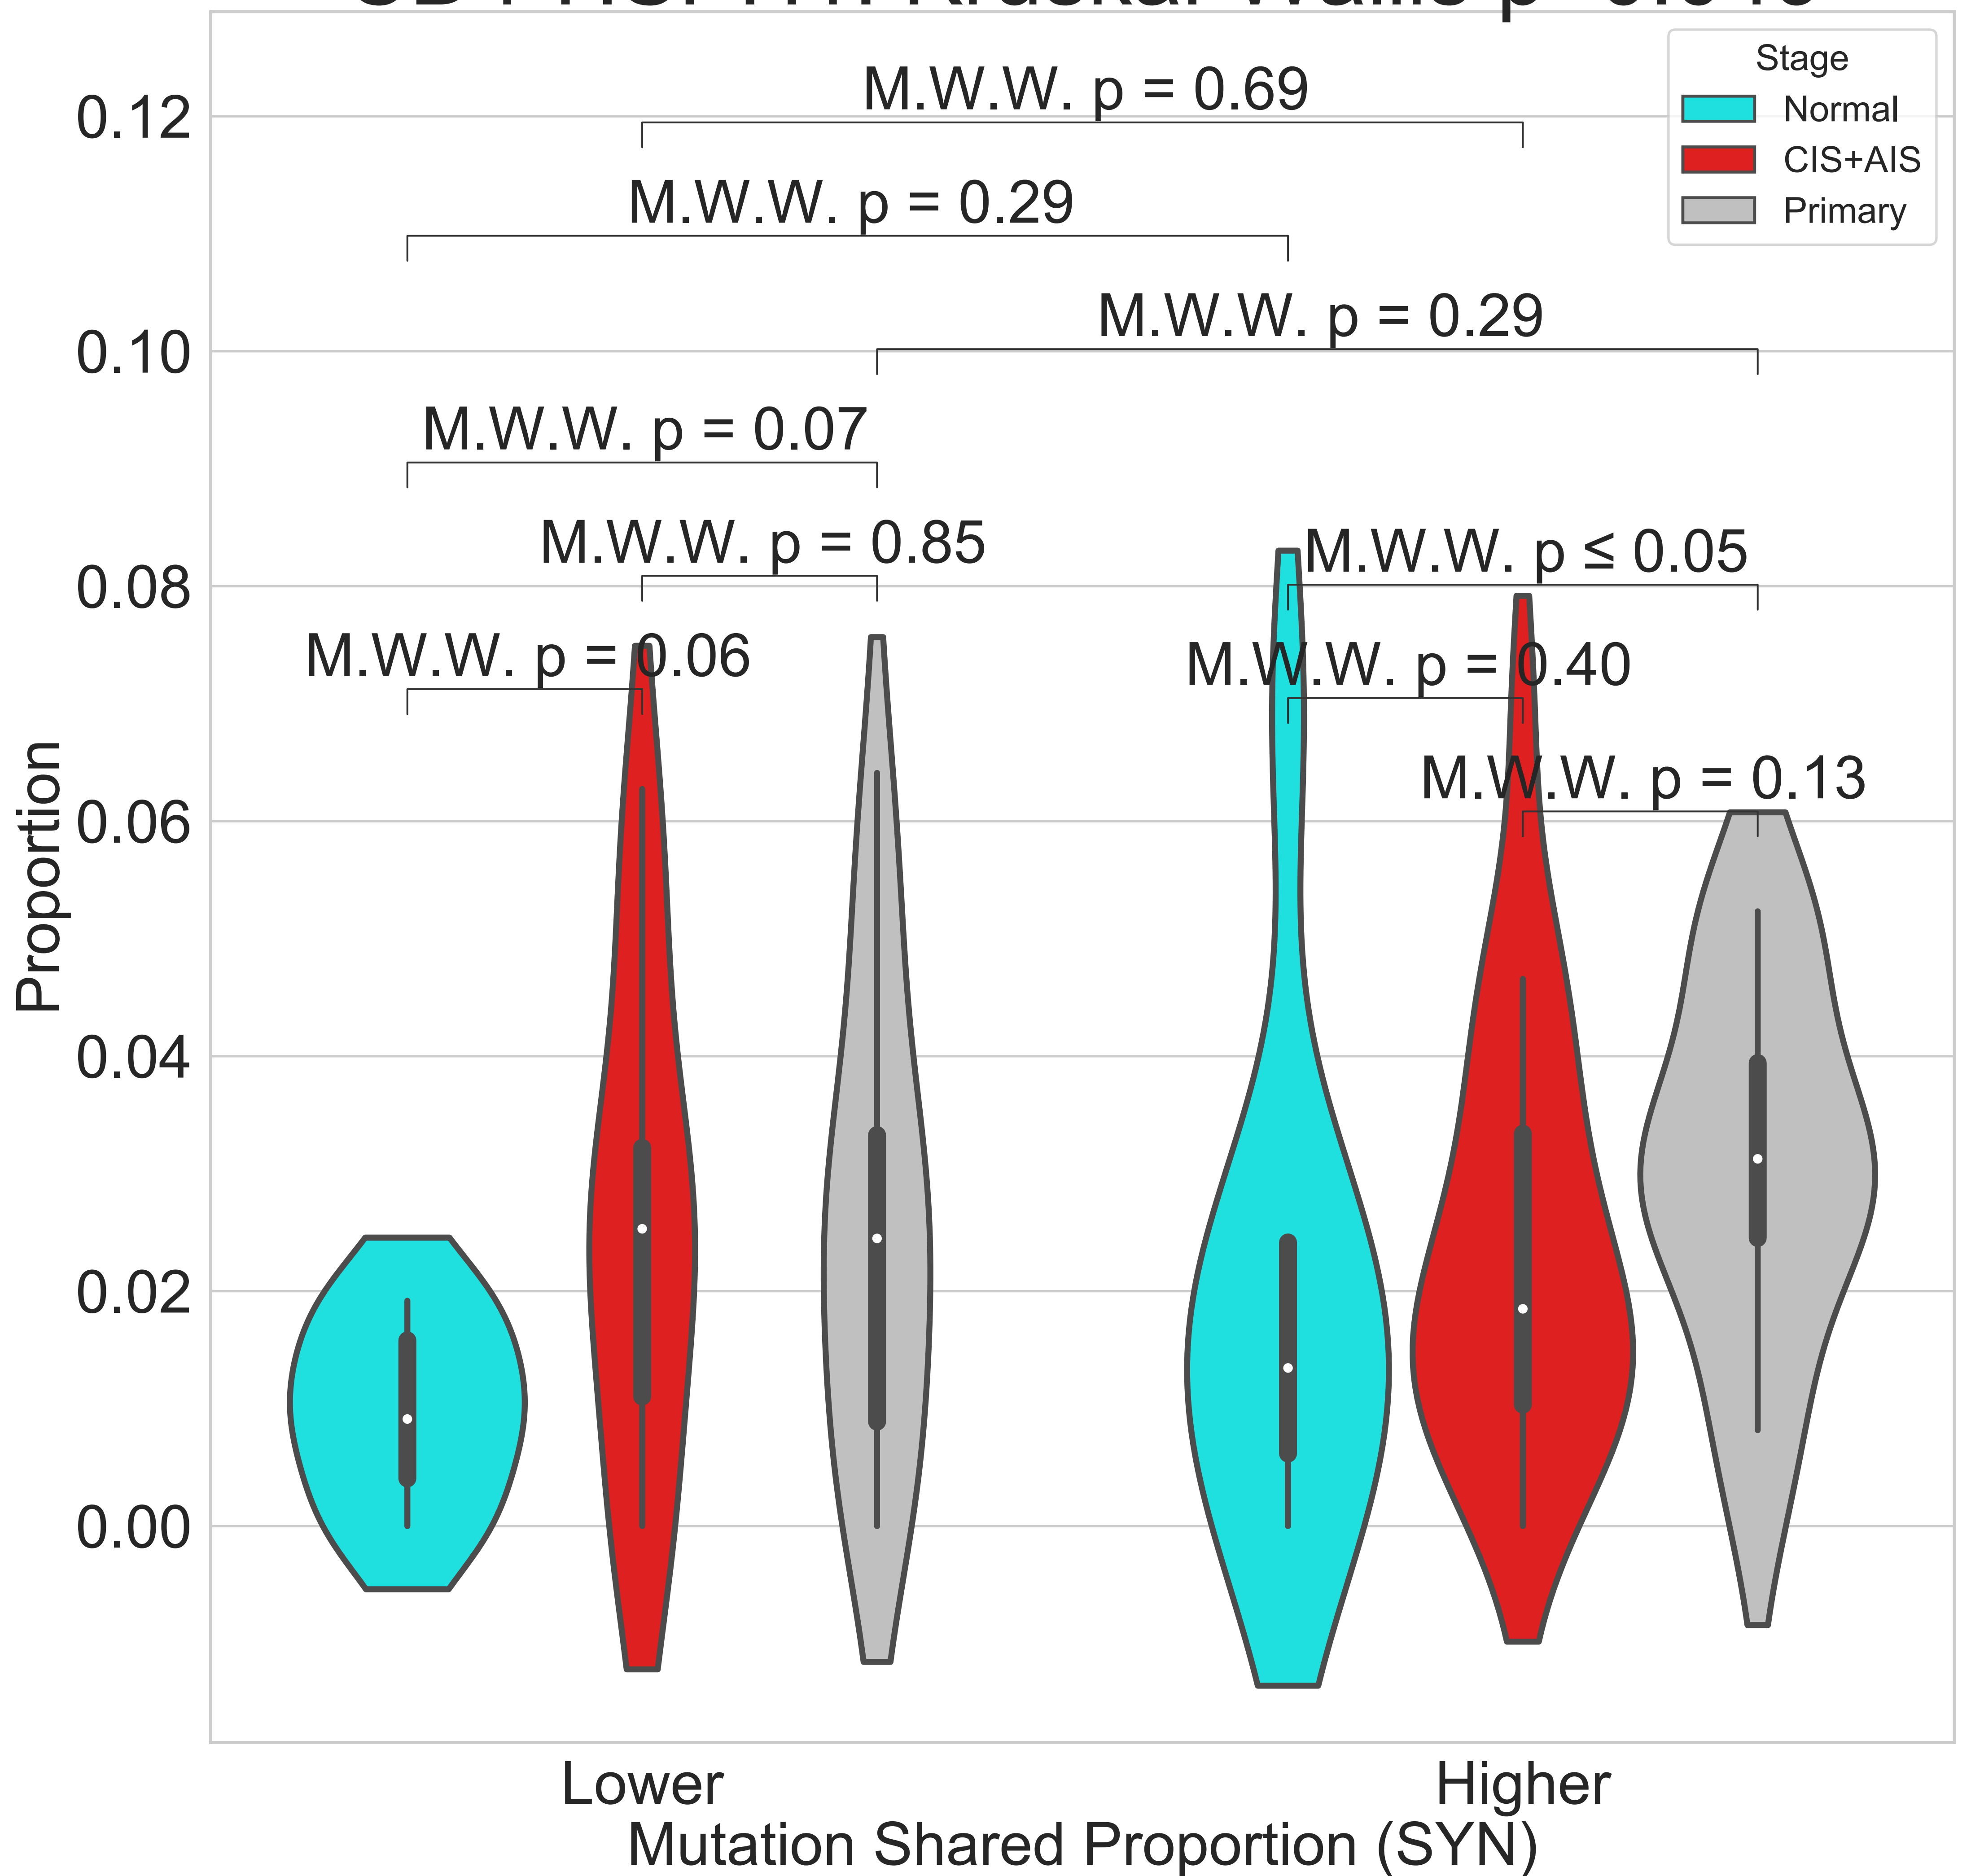 Stage
Normal
CIS+AIS
Primary
M.W.W. p = 0.69
M.W.W. p = 0.29
M.W.W. p = 0.29
M.W.W. p = 0.07
M.W.W. p = 0.85
M.W.W. p ≤ 0.05
M.W.W. p = 0.06
M.W.W. p = 0.40
M.W.W. p = 0.13
0.12
0.10
0.08
0.06
0.04
0.02
0.00
Proportion
Lower
Higher
Mutation Shared Proportion (SYN)